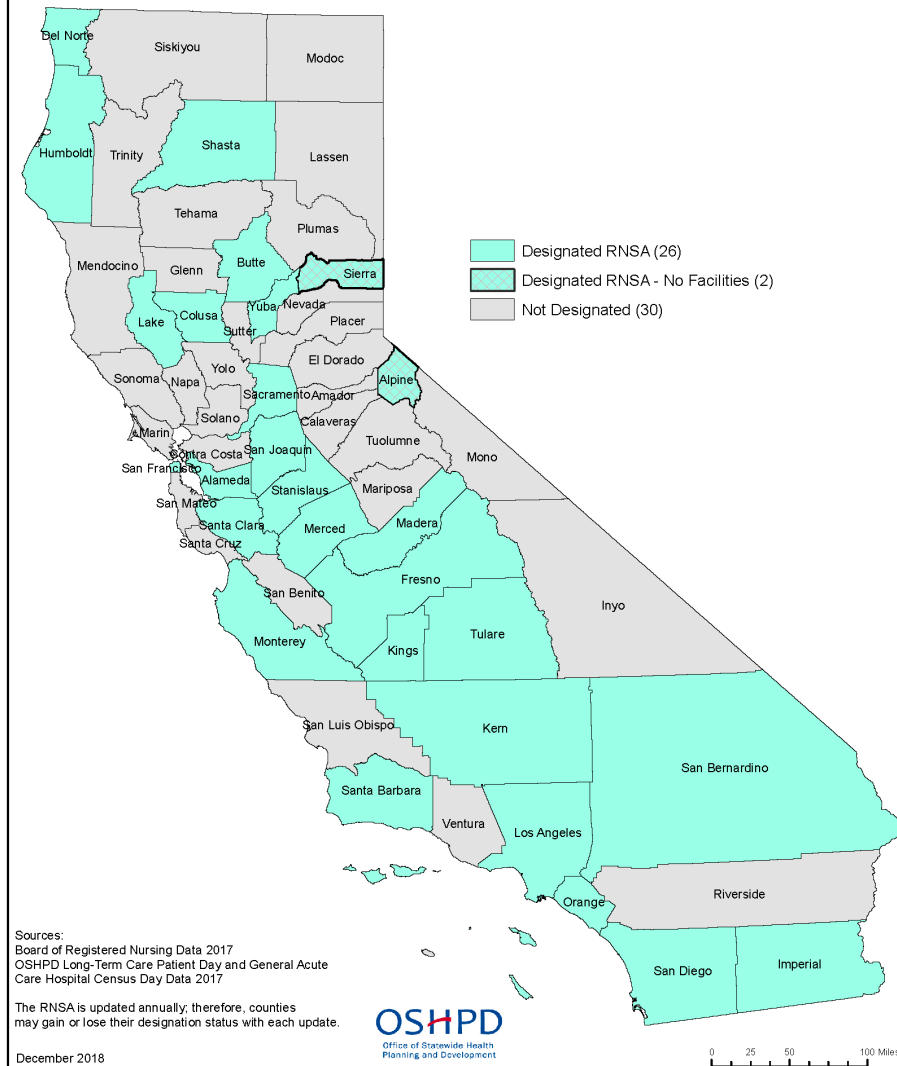 Del Norte
Siskiyou
Modoc
Humboldt
Trinity
Shasta
Lassen
Tehama
Plumas
Mendocino
Glenn
Butte
Sierra
Lake
Colusa
Yuba
Nevada
Sutter
Placer
Sonoma
Napa
Yolo
El Dorado
Alpine
Sacramento
Amador
Solano
Calaveras
Marin
Contra Costa
San Joaquin
Tuolumne
Mono
San Francisco
Alameda
Stanislaus
Mariposa
San Mateo
Santa Clara
Merced
Madera
Santa Cruz
Fresno
San Benito
Inyo
Monterey
Kings
Tulare
San Luis Obispo
Kern
San Bernardino
Santa Barbara
Ventura
Los Angeles
Orange
Riverside
San Diego
Imperial
Designated RNSA (26)
Designated RNSA - No Facilities (2)
Not Designated (30)
Sources:
Board of Registered Nursing Data 2017
OSHPD Long-Term Care Patient Day and General Acute
Care Hospital Census Day Data 2017
The RNSA is updated annually; therefore, counties
may gain or lose their designation status with each update.
December 2018
OSHPD
Office of Statewide Health
Planning and Development
0 25 50 100 Miles